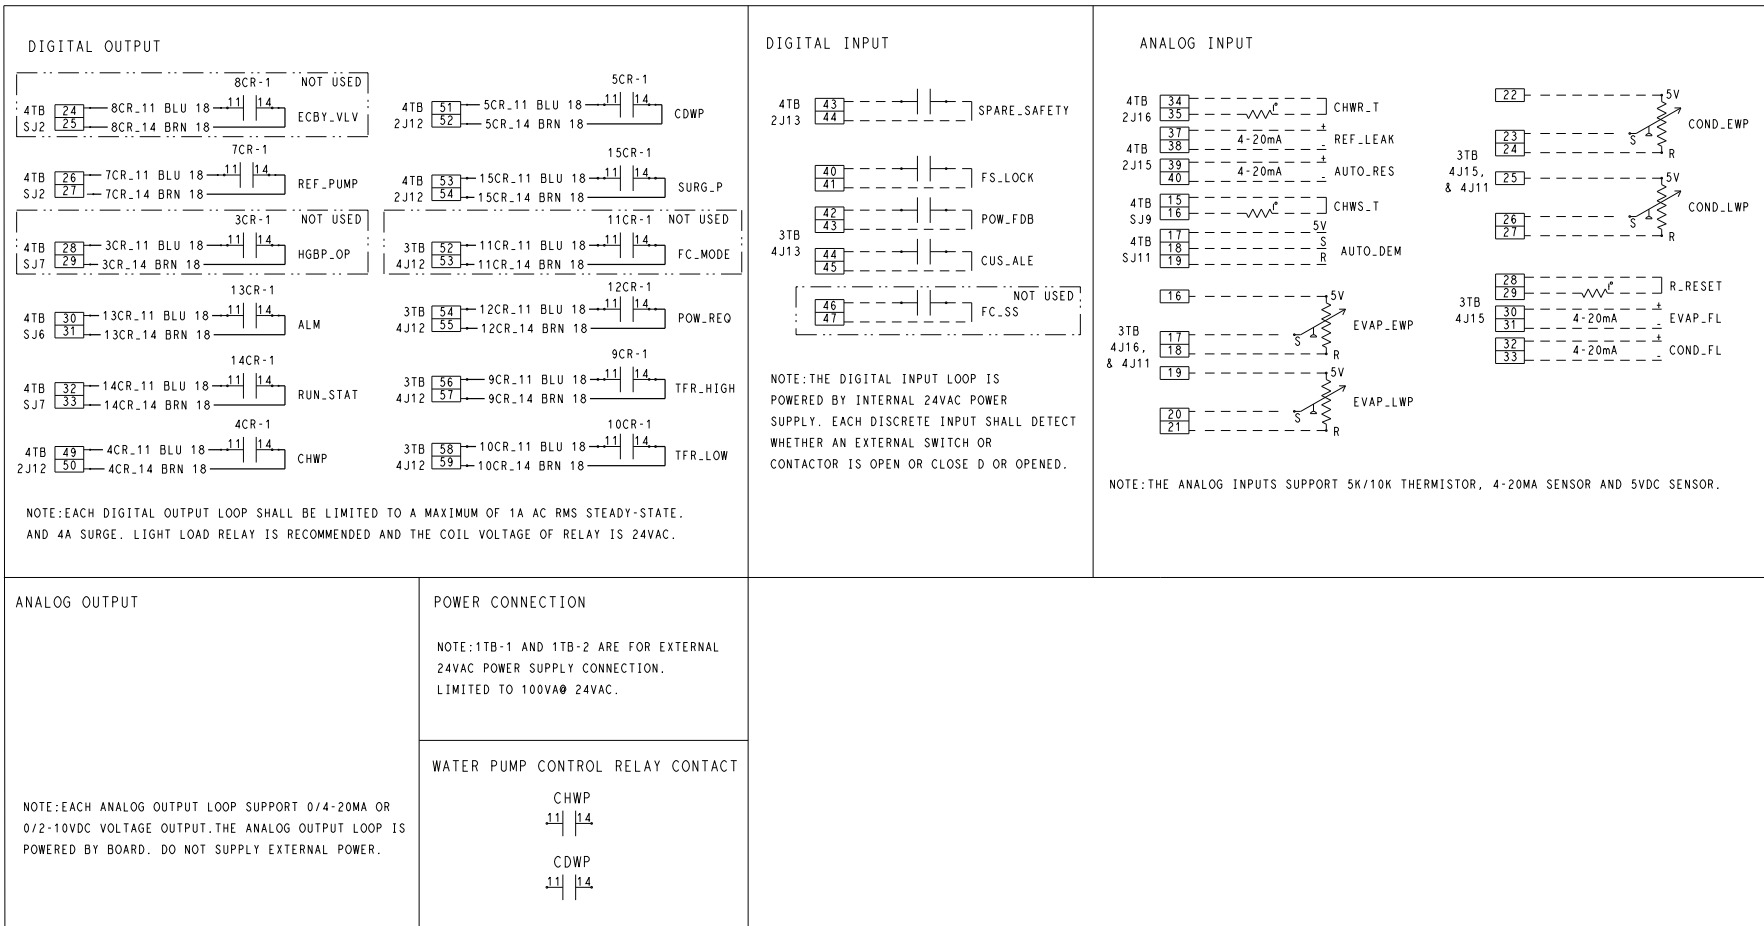 DIGITAL OUTPUT
8CR-1 NOT USED
4TB 24 8CR_11 BLU 18 11 14
SJ2 25 8CR_14 BRN 18 ECBY_VLV
7CR-1
4TB 26 7CR_11 BLU 18 11 14
SJ2 27 7CR_14 BRN 18 REF_PUMP
3CR-1 NOT USED
4TB 28 3CR_11 BLU 18 11 14
SJ7 29 3CR_14 BRN 18 HGBP_OP
13CR-1
4TB 30 13CR_11 BLU 18 11 14
SJ6 31 13CR_14 BRN 18 ALM
14CR-1
4TB 32 14CR_11 BLU 18 11 14
SJ7 33 14CR_14 BRN 18 RUN_STAT
4CR-1
4TB 49 4CR_11 BLU 18 11 14
2J12 50 4CR_14 BRN 18 CHWP
5CR-1
4TB 51 5CR_11 BLU 18 11 14
2J12 52 5CR_14 BRN 18 CDWP
15CR-1
4TB 53 15CR_11 BLU 18 11 14
2J12 54 15CR_14 BRN 18 SURG_P
11CR-1 NOT USED
3TB 52 11CR_11 BLU 18 11 14
4J12 53 11CR_14 BRN 18 FC_MODE
12CR-1
3TB 54 12CR_11 BLU 18 11 14
4J12 55 12CR_14 BRN 18 POW_REQ
9CR-1
3TB 56 9CR_11 BLU 18 11 14
4J12 57 9CR_14 BRN 18 TFR_HIGH
10CR-1
3TB 58 10CR_11 BLU 18 11 14
4J12 59 10CR_14 BRN 18 TFR_LOW
NOTE:EACH DIGITAL OUTPUT LOOP SHALL BE LIMITED TO A MAXIMUM OF 1A AC RMS STEADY-STATE.
AND 4A SURGE. LIGHT LOAD RELAY IS RECOMMENDED AND THE COIL VOLTAGE OF RELAY IS 24VAC.
DIGITAL INPUT
4TB 43
2J13 44 SPARE_SAFETY
40
41 FS_LOCK
42
43 POW_FDB
3TB
4J13
44
45 CUS_ALE
NOT USED
46
47 FC_SS
NOTE:THE DIGITAL INPUT LOOP IS
POWERED BY INTERNAL 24VAC POWER
SUPPLY. EACH DISCRETE INPUT SHALL DETECT
WHETHER AN EXTERNAL SWITCH OR
CONTACTOR IS OPEN OR CLOSE D OR OPENED.
ANALOG INPUT
4TB 34
2J16 35 t° CHWR_T
37 +
4TB 38 4-20mA - REF_LEAK
2J15 39 +
40 4-20mA - AUTO_RES
4TB 15
SJ9 16 t° CHWS_T
17 5V
4TB 18 S AUTO_DEM
SJ11 19 R
16 5V
EVAP_EWP
3TB 17 S
4J16, 18 R
& 4J11
19 5V
EVAP_LWP
20 S
21 R
22 5V
COND_EWP
23 S
24 R
3TB
4J15,
& 4J11
25 5V
COND_LWP
26 S
27 R
28 R_RESET
29 t°
3TB 30 +
4J15 31 4-20mA - EVAP_FL
32 +
33 4-20mA - COND_FL
NOTE:THE ANALOG INPUTS SUPPORT 5K/10K THERMISTOR, 4-20MA SENSOR AND 5VDC SENSOR.
ANALOG OUTPUT
NOTE:EACH ANALOG OUTPUT LOOP SUPPORT 0/4-20MA OR
0/2-10VDC VOLTAGE OUTPUT.THE ANALOG OUTPUT LOOP IS
POWERED BY BOARD. DO NOT SUPPLY EXTERNAL POWER.
POWER CONNECTION
NOTE:1TB-1 AND 1TB-2 ARE FOR EXTERNAL
24VAC POWER SUPPLY CONNECTION.
LIMITED TO 100VA@ 24VAC.
WATER PUMP CONTROL RELAY CONTACT
CHWP
11 14
CDWP
11 14